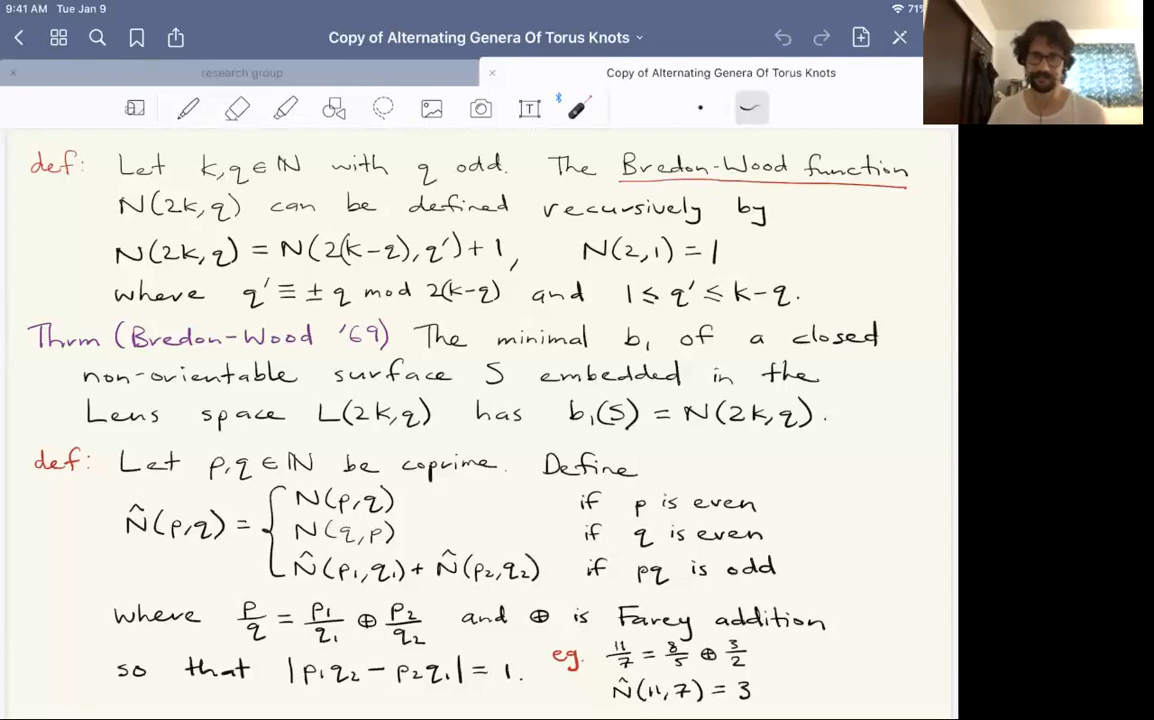 9:41 AM Tue Jan 9
71%
Copy of Alternating Genera Of Torus Knots
research group
Copy of Alternating Genera Of Torus Knots
def: Let k,q ∈ ℕ with q odd. The Bredon-Wood function
N(2k,q) can be defined recursively by
N(2k,q) = N(2(k-q),q')+1, N(2,1)=1
where q' ≡ ±q mod 2(k-q) and 1 ≤ q' ≤ k-q.
Thrm (Bredon-Wood '69) The minimal b₁ of a closed
non-orientable surface S embedded in the
Lens space L(2k,q) has b₁(S) = N(2k,q).
def: Let p,q ∈ ℕ be coprime. Define
N̂(p,q) = { N(p,q) if p is even
N(q,p) if q is even
N̂(p₁,q₁) + N̂(p₂,q₂) if pq is odd
where p/q = p₁/q₁ ⊕ p₂/q₂ and ⊕ is Farey addition
so that |p₁q₂ - p₂q₁| = 1.
eg. 11/7 = 8/5 ⊕ 3/2
N̂(11,7) = 3